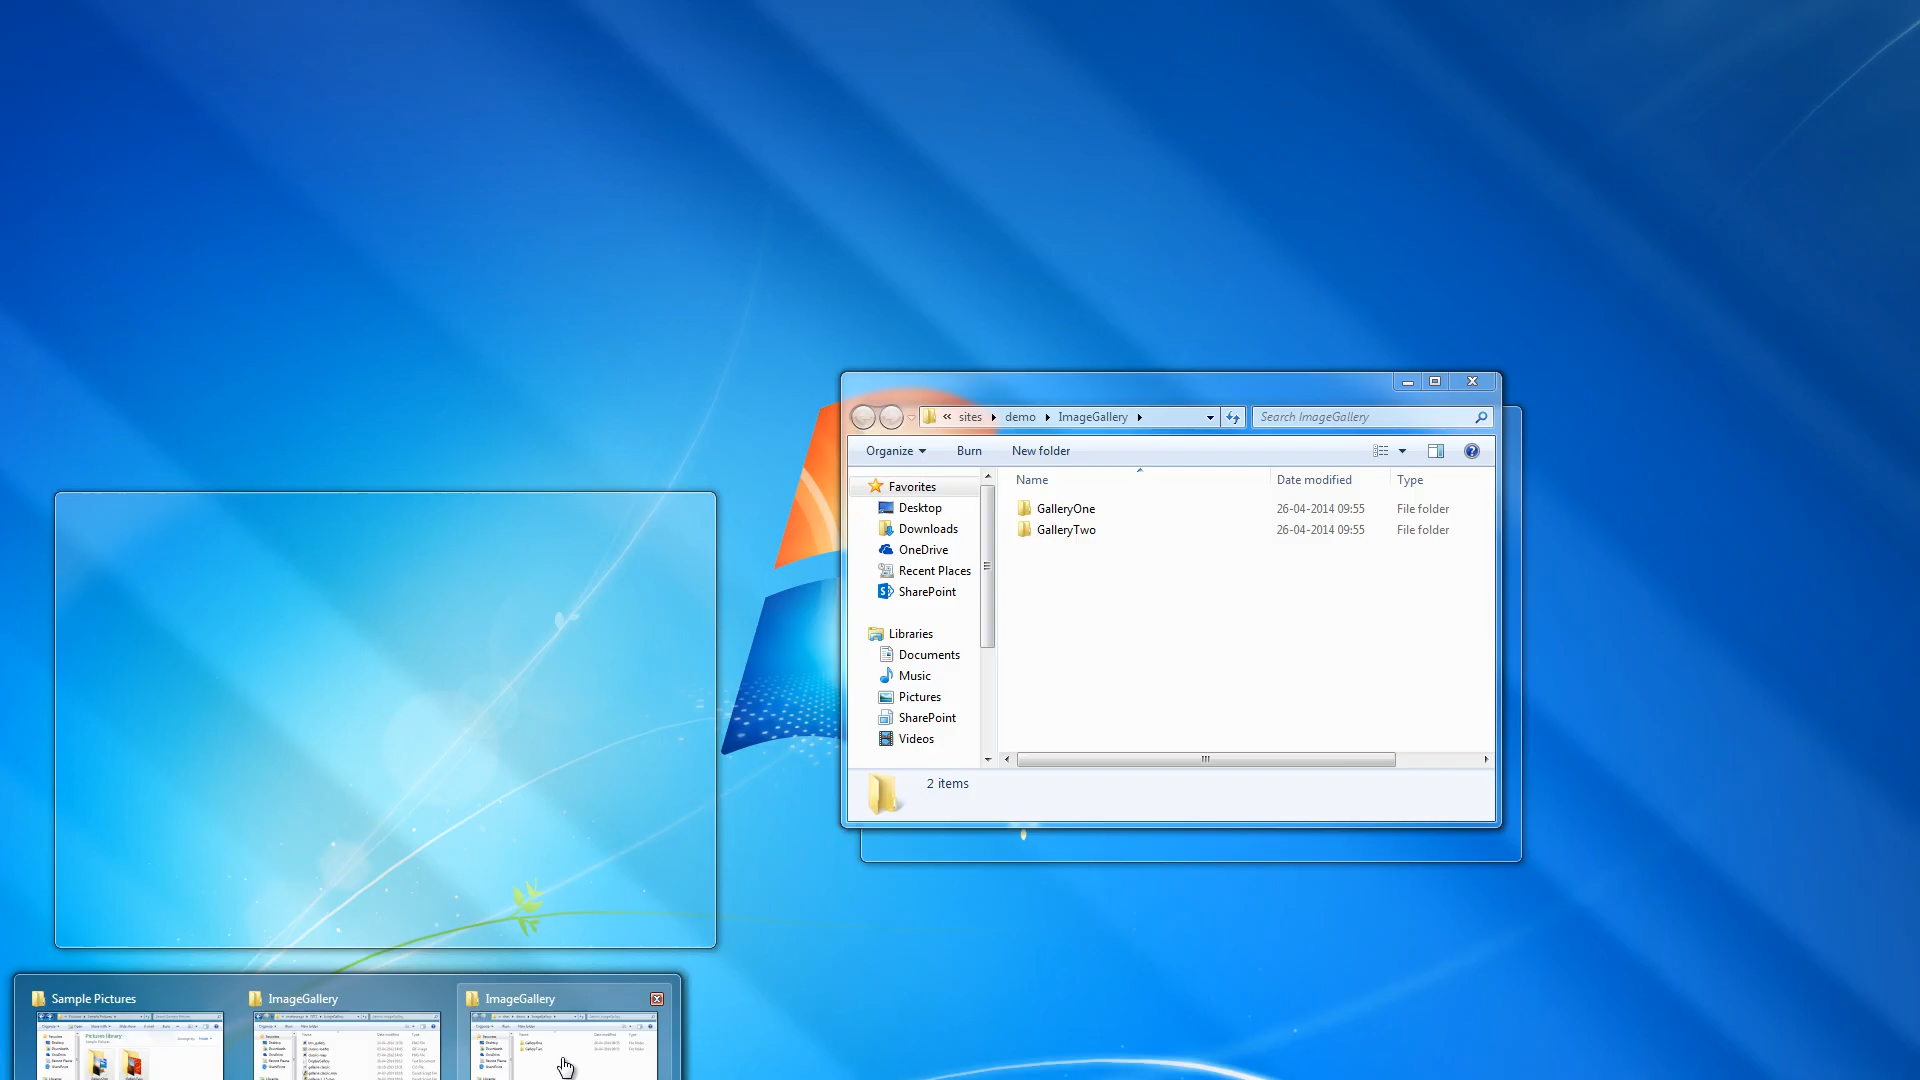 « sites demo ImageGallery
Search ImageGallery
Organize Burn New folder
Name Date modified Type
Favorites
Desktop
Downloads
OneDrive
Recent Places
SharePoint
Libraries
Documents
Music
Pictures
SharePoint
Videos
GalleryOne 26-04-2014 09:55 File folder
GalleryTwo 26-04-2014 09:55 File folder
2 items
Sample Pictures
ImageGallery
ImageGallery